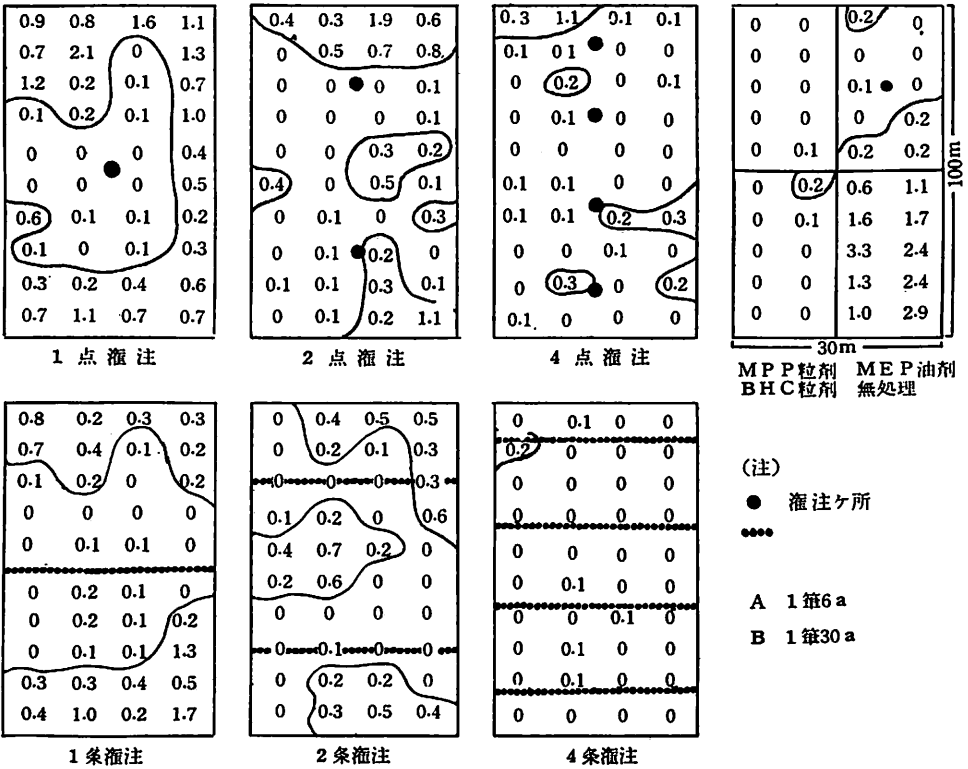 0.9 0.8 1.6 1.1
0.7 2.1 0 1.3
1.2 0.2 0.1 0.7
0.1 0.2 0.1 1.0
0 0 0 0.4
0 0 0 0.5
0.6 0.1 0.1 0.2
0.1 0 0.1 0.3
0.3 0.2 0.4 0.6
0.7 1.1 0.7 0.7
1 点潅注
0.4 0.3 1.9 0.6
0 0.5 0.7 0.8
0 0 0.1
0 0 0 0.1
0 0 0.3 0.2
0.4 0 0.5 0.1
0 0.1 0 0.3
0 0.1 0.2 0
0.1 0.1 0.3 0.1
0 0.1 0.2 1.1
2 点潅注
0.3 1.1 0.1 0.1
0.1 0.1 0 0
0 0.2 0 0.1
0 0.1 0 0
0 0 0 0
0.1 0.1 0 0
0.1 0.1 0.2 0.3
0 0 0.1 0
0 0.3 0 0.2
0.1 0 0 0
4 点潅注
0 0 0.2 0
0 0 0 0
0 0 0.1 0
0 0 0 0.2
0 0.1 0.2 0.2
0 0.2 0.6 1.1
0 0.1 1.6 1.7
0 0 3.3 2.4
0 0 1.3 2.4
0 0 1.0 2.9
100m
30m
MPP粒剤 MEP油剤
BHC粒剤 無処理
0.8 0.2 0.3 0.3
0.7 0.4 0.1 0.2
0.1 0.2 0 0.2
0 0 0 0
0 0.1 0.1 0
0 0.2 0.1 0
0 0.2 0.1 0.2
0 0.1 0.1 1.3
0.3 0.3 0.4 0.5
0.4 1.0 0.2 1.7
1条潅注
0 0.4 0.5 0.5
0 0.2 0.1 0.3
0 0 0 0.3
0.1 0.2 0 0.6
0.4 0.7 0.2 0
0.2 0.6 0 0
0 0 0 0
0 0.1 0 0
0 0.2 0.2 0
0 0.3 0.5 0.4
2条潅注
0 0.1 0 0
0.2 0 0 0
0 0 0 0
0 0 0 0
0 0 0 0
0 0.1 0 0
0 0 0.1 0
0 0.1 0 0
0 0.1 0 0
0 0 0 0
4条潅注
(注)
● 潅注ケ所
A 1筆6a
B 1筆30a